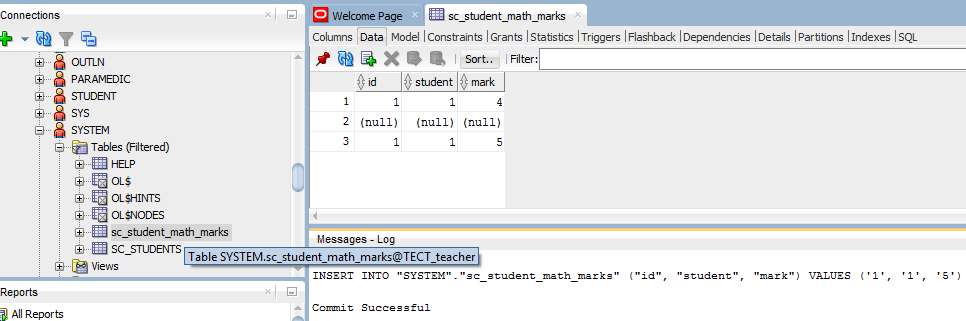 Connections
OUTLN
PARAMEDIC
STUDENT
SYS
SYSTEM
Tables (Filtered)
HELP
OL$
OL$HINTS
OL$NODES
sc_student_math_marks
SC_STUDENTS
Table SYSTEM.sc_student_math_marks@TECT_teacher
Views
Reports
All Reports
Welcome Page
sc_student_math_marks
Columns Data Model Constraints Grants Statistics Triggers Flashback Dependencies Details Partitions Indexes SQL
Sort.. Filter:
id student mark
1 1 1 4
2 (null) (null) (null)
3 1 1 5
Messages - Log
INSERT INTO "SYSTEM"."sc_student_math_marks" ("id", "student", "mark") VALUES ('1', '1', '5')
Commit Successful